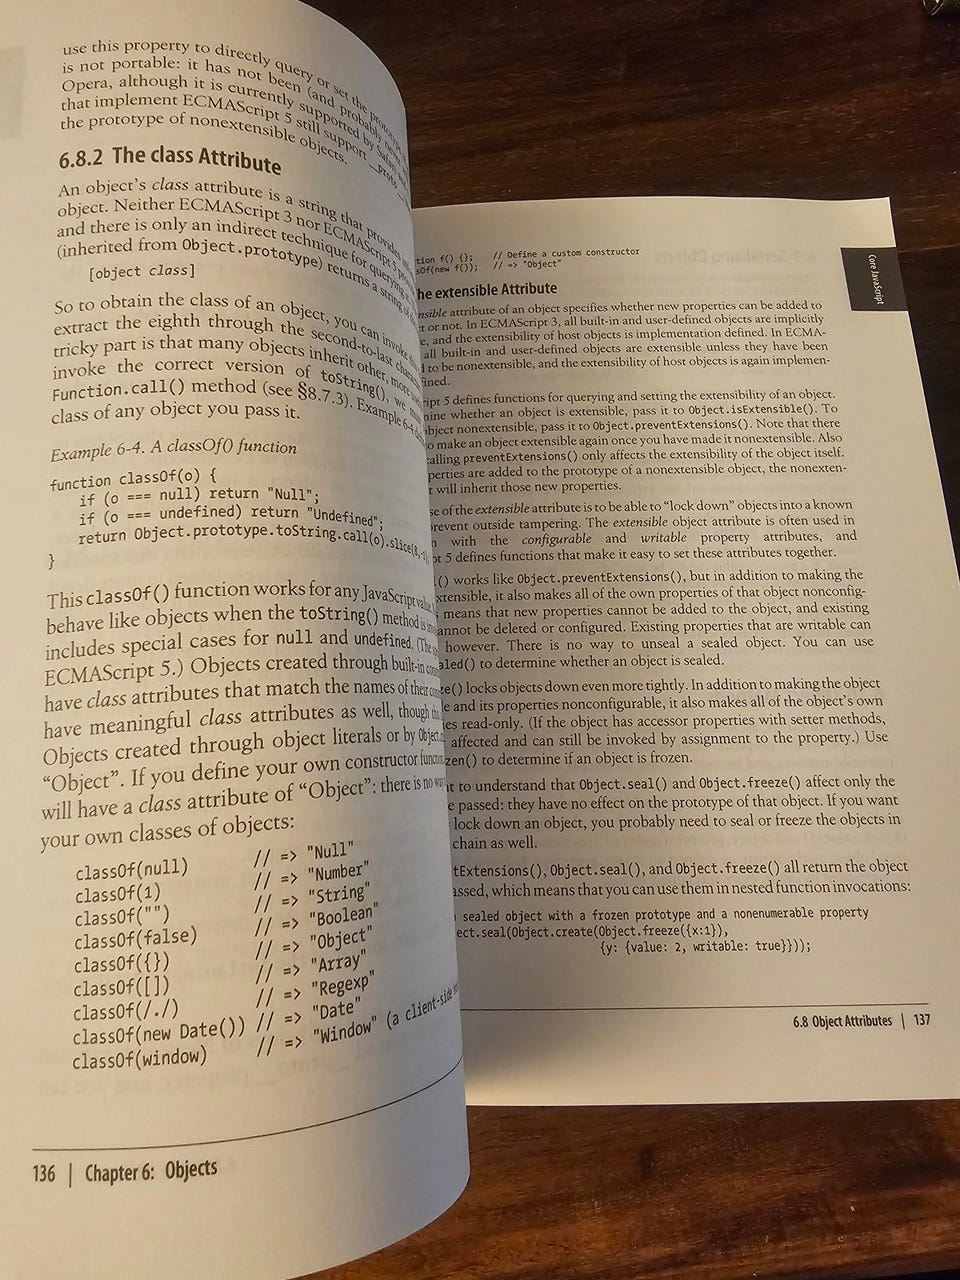 use this property to directly query or set the prototype
is not portable: it has not been (and probably never
Opera, although it is currently supported by Safari
that implement ECMAScript 5 still support __proto__
the prototype of nonextensible objects.
6.8.2 The class Attribute
An object's class attribute is a string that provides
object. Neither ECMAScript 3 nor ECMAScript 5
and there is only an indirect technique for querying
(inherited from Object.prototype) returns a string
[object class]
So to obtain the class of an object, you can invoke
extract the eighth through the second-to-last
tricky part is that many objects inherit other, more
invoke the correct version of toString(), we
Function.call() method (see §8.7.3). Example 6-4
class of any object you pass it.
Example 6-4. A classOf() function
function classOf(o) {
if (o === null) return "Null";
if (o === undefined) return "Undefined";
return Object.prototype.toString.call(o).slice(8,
}
This classOf() function works for any JavaScript value.
behave like objects when the toString() method is
includes special cases for null and undefined. (The
ECMAScript 5.) Objects created through built-in
have class attributes that match the names of their
have meaningful class attributes as well, though
Objects created through object literals or by Object.
"Object". If you define your own constructor
will have a class attribute of "Object": there is no way
your own classes of objects:
classOf(null) // => "Null"
classOf(1) // => "Number"
classOf("") // => "String"
classOf(false) // => "Boolean"
classOf({}) // => "Object"
classOf([]) // => "Array"
classOf(/./) // => "Regexp"
classOf(new Date()) // => "Date"
classOf(window) // => "Window" (a client-side
136 | Chapter 6: Objects
tion f() {}; // Define a custom constructor
sOf(new f()); // => "Object"
he extensible Attribute
nsible attribute of an object specifies whether new properties can be added to
t or not. In ECMAScript 3, all built-in and user-defined objects are implicitly
e, and the extensibility of host objects is implementation defined. In ECMA-
all built-in and user-defined objects are extensible unless they have been
d to be nonextensible, and the extensibility of host objects is again implemen-
fined.
ript 5 defines functions for querying and setting the extensibility of an object.
mine whether an object is extensible, pass it to Object.isExtensible(). To
bject nonextensible, pass it to Object.preventExtensions(). Note that there
o make an object extensible again once you have made it nonextensible. Also
calling preventExtensions() only affects the extensibility of the object itself.
perties are added to the prototype of a nonextensible object, the nonexten-
t will inherit those new properties.
se of the extensible attribute is to be able to "lock down" objects into a known
revent outside tampering. The extensible object attribute is often used in
n with the configurable and writable property attributes, and
pt 5 defines functions that make it easy to set these attributes together.
l() works like Object.preventExtensions(), but in addition to making the
xtensible, it also makes all of the own properties of that object nonconfig-
means that new properties cannot be added to the object, and existing
annot be deleted or configured. Existing properties that are writable can
however. There is no way to unseal a sealed object. You can use
aled() to determine whether an object is sealed.
ze() locks objects down even more tightly. In addition to making the object
e and its properties nonconfigurable, it also makes all of the object's own
es read-only. (If the object has accessor properties with setter methods,
affected and can still be invoked by assignment to the property.) Use
zen() to determine if an object is frozen.
nt to understand that Object.seal() and Object.freeze() affect only the
e passed: they have no effect on the prototype of that object. If you want
lock down an object, you probably need to seal or freeze the objects in
chain as well.
tExtensions(), Object.seal(), and Object.freeze() all return the object
assed, which means that you can use them in nested function invocations:
sealed object with a frozen prototype and a nonenumerable property
ect.seal(Object.create(Object.freeze({x:1}),
{y: {value: 2, writable: true}}));
6.8 Object Attributes | 137
Core JavaScript